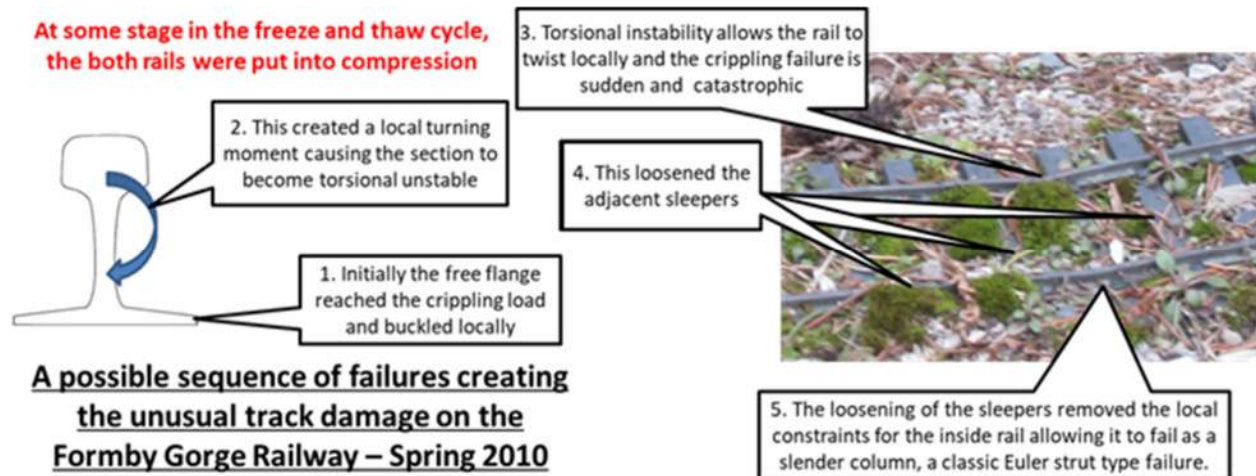 At some stage in the freeze and thaw cycle,
the both rails were put into compression
3. Torsional instability allows the rail to
twist locally and the crippling failure is
sudden and catastrophic
2. This created a local turning
moment causing the section to
become torsional unstable
4. This loosened the
adjacent sleepers
1. Initially the free flange
reached the crippling load
and buckled locally
A possible sequence of failures creating
the unusual track damage on the
Formby Gorge Railway – Spring 2010
5. The loosening of the sleepers removed the local
constraints for the inside rail allowing it to fail as a
slender column, a classic Euler strut type failure.